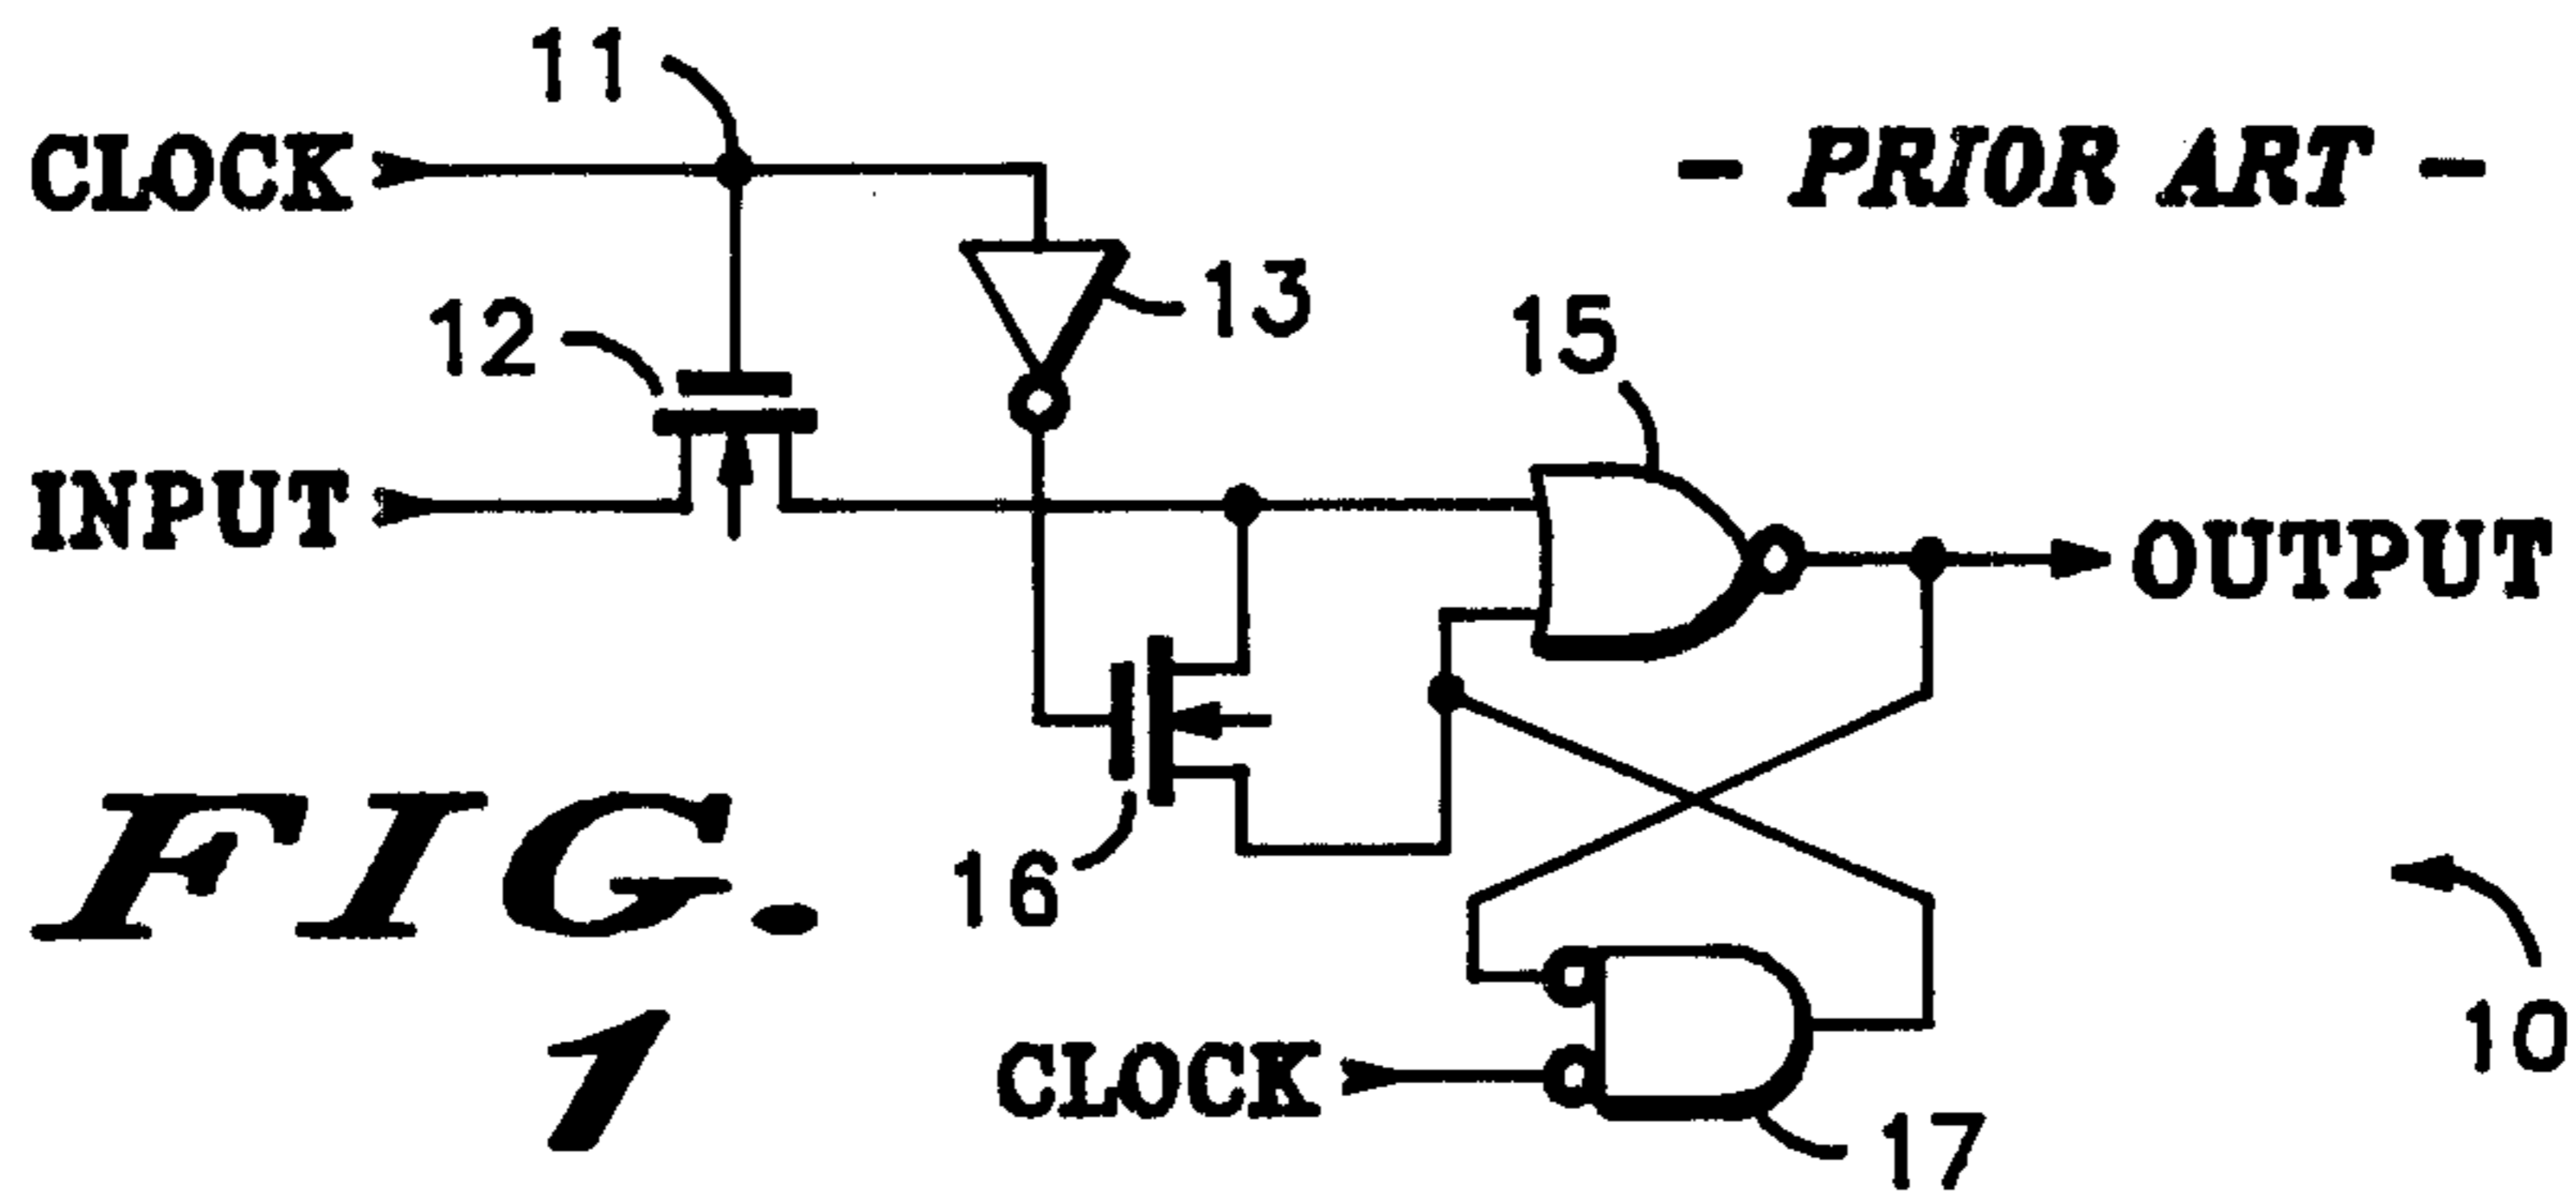 11
CLOCK
- PRIOR ART -
13
12
15
INPUT
OUTPUT
16
FIG. 1
10
CLOCK
17